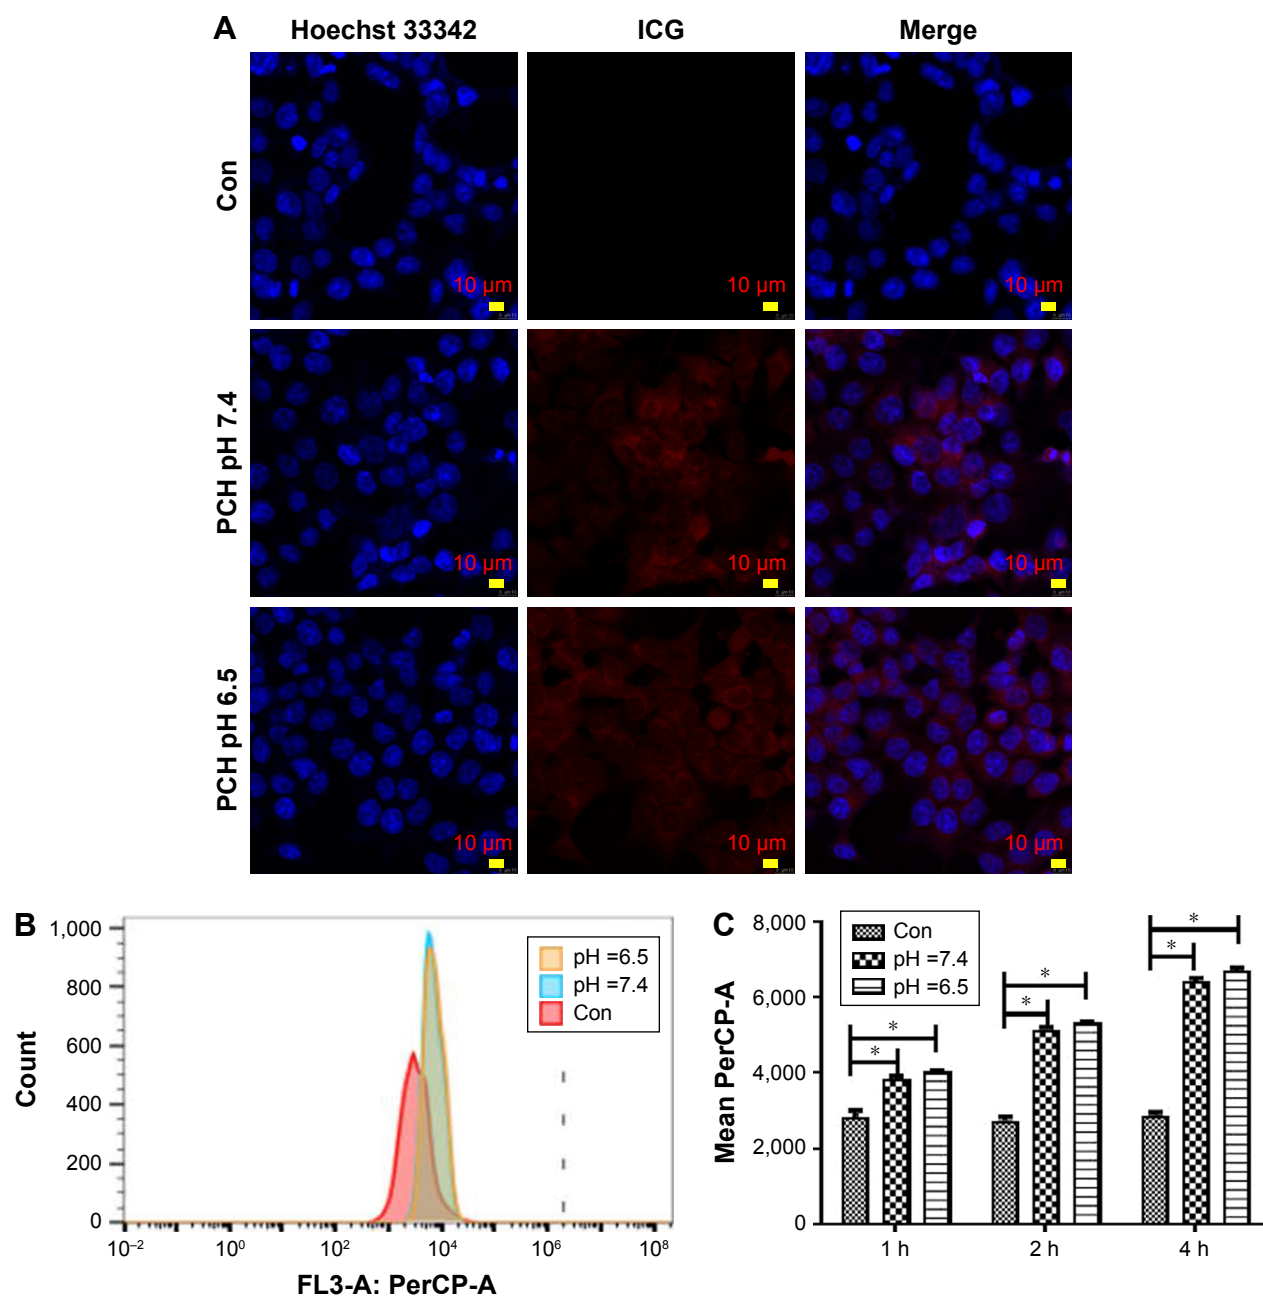 A Hoechst 33342 ICG Merge
Con
10 µm 10 µm 10 µm
PCH pH 7.4
10 µm 10 µm 10 µm
PCH pH 6.5
10 µm 10 µm 10 µm
B
Count
1,000
800
600
400
200
0
pH =6.5
pH =7.4
Con
10⁻² 10⁰ 10² 10⁴ 10⁶ 10⁸
FL3-A: PerCP-A
C
Mean PerCP-A
8,000
6,000
4,000
2,000
0
Con
pH =7.4
pH =6.5
* *
* *
* *
1 h 2 h 4 h